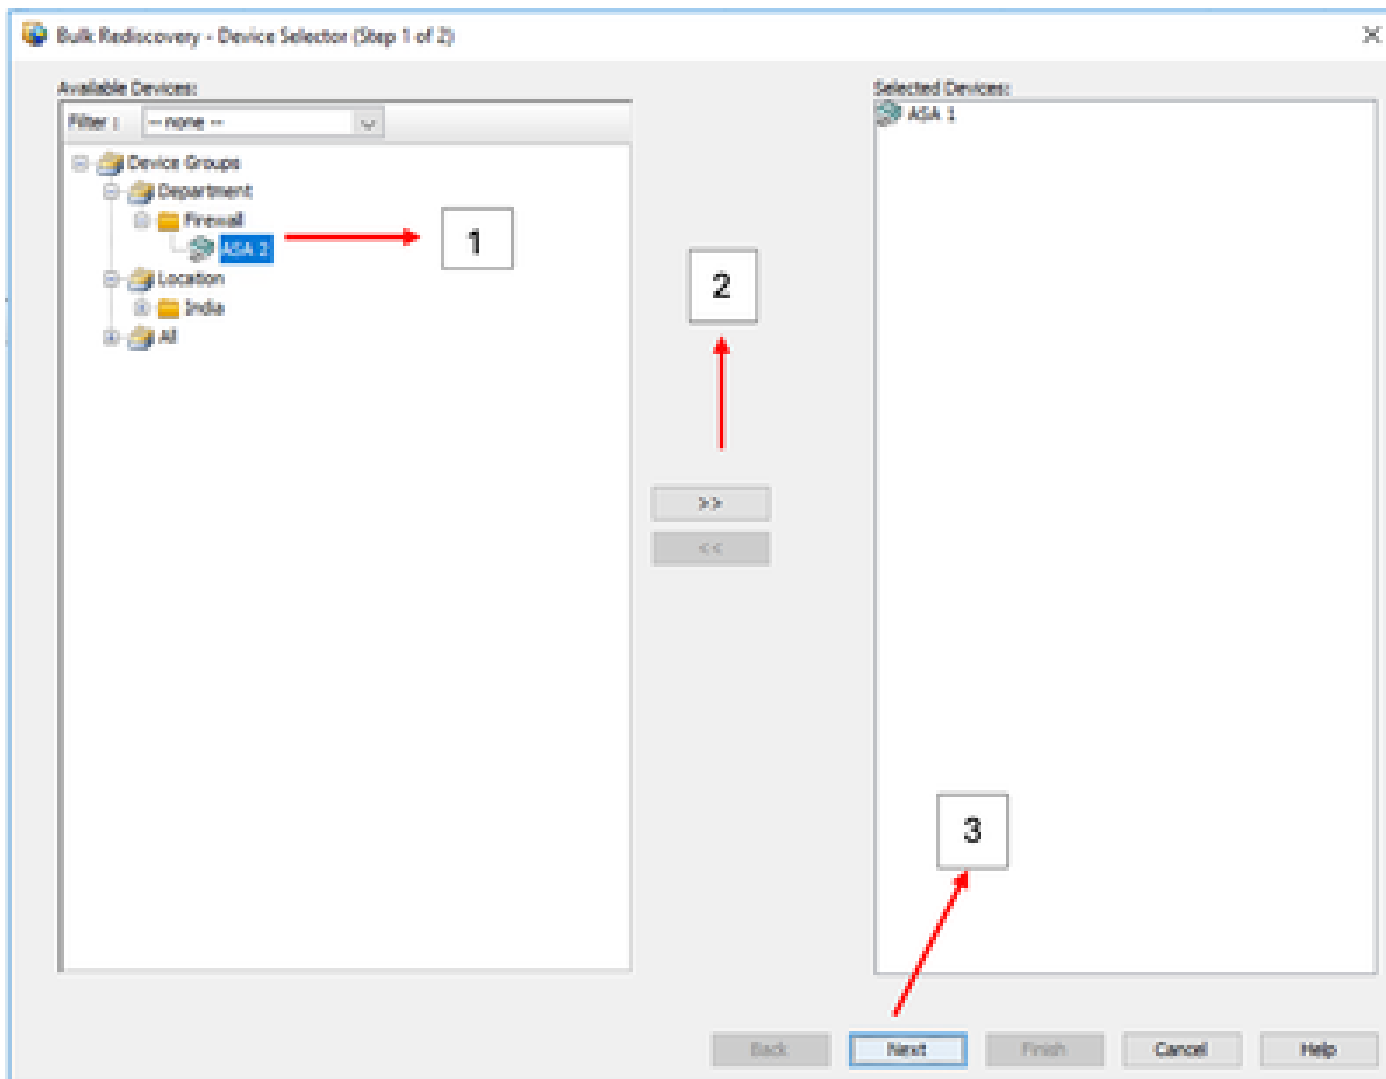 Bulk Rediscovery - Device Selector (Step 1 of 2)
Available Devices:
Filter : -- none --
Device Groups
Department
Firewall
ASA 2
Location
India
All
1
2
>>
<<
Selected Devices:
ASA 1
3
Back Next Finish Cancel Help